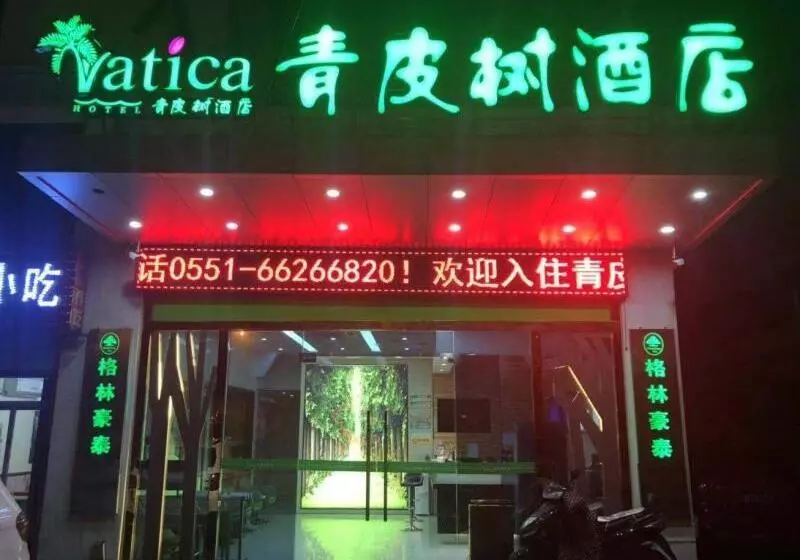 Vatica
HOTEL 青皮树酒店
青皮树酒店
小吃
话0551-66266820！欢迎入住青皮
格林豪泰
格林豪泰